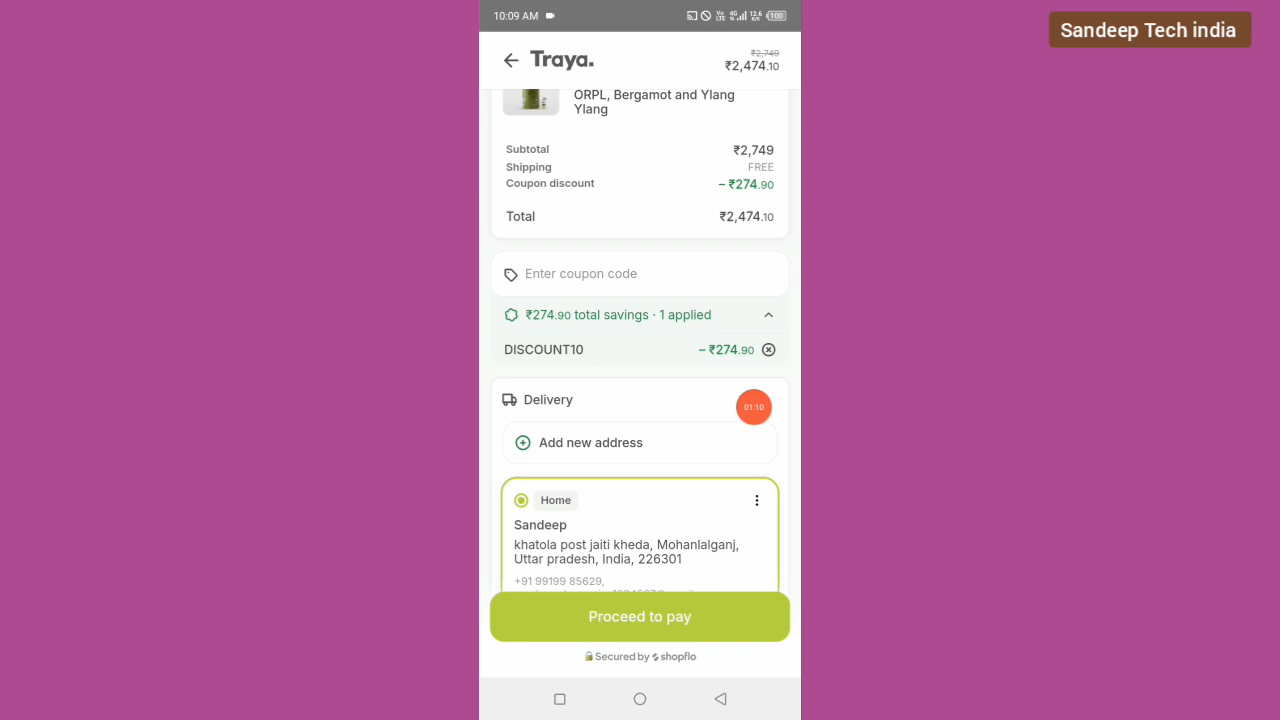 10:09 AM
Sandeep Tech india
Traya.
₹2,749
₹2,474.10
ORPL, Bergamot and Ylang
Ylang
Subtotal ₹2,749
Shipping FREE
Coupon discount – ₹274.90
Total ₹2,474.10
Enter coupon code
₹274.90 total savings · 1 applied
DISCOUNT10 – ₹274.90
Delivery
01:10
Add new address
Home
Sandeep
khatola post jaiti kheda, Mohanlalganj,
Uttar pradesh, India, 226301
+91 99199 85629,
Proceed to pay
Secured by shopflo